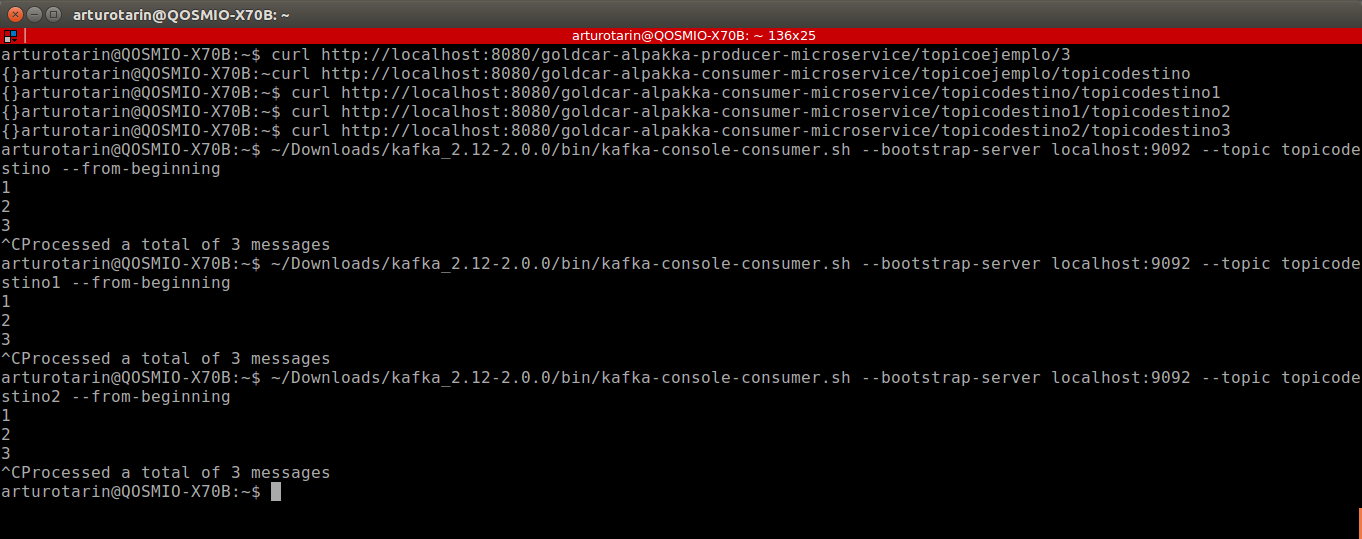 arturotarin@QOSMIO-X70B: ~
arturotarin@QOSMIO-X70B: ~ 136x25
arturotarin@QOSMIO-X70B:~$ curl http://localhost:8080/goldcar-alpakka-producer-microservice/topicoejemplo/3
{}arturotarin@QOSMIO-X70B:~curl http://localhost:8080/goldcar-alpakka-consumer-microservice/topicoejemplo/topicodestino
{}arturotarin@QOSMIO-X70B:~$ curl http://localhost:8080/goldcar-alpakka-consumer-microservice/topicodestino/topicodestino1
{}arturotarin@QOSMIO-X70B:~$ curl http://localhost:8080/goldcar-alpakka-consumer-microservice/topicodestino1/topicodestino2
{}arturotarin@QOSMIO-X70B:~$ curl http://localhost:8080/goldcar-alpakka-consumer-microservice/topicodestino2/topicodestino3
arturotarin@QOSMIO-X70B:~$ ~/Downloads/kafka_2.12-2.0.0/bin/kafka-console-consumer.sh --bootstrap-server localhost:9092 --topic topicode
stino --from-beginning
1
2
3
^CProcessed a total of 3 messages
arturotarin@QOSMIO-X70B:~$ ~/Downloads/kafka_2.12-2.0.0/bin/kafka-console-consumer.sh --bootstrap-server localhost:9092 --topic topicode
stino1 --from-beginning
1
2
3
^CProcessed a total of 3 messages
arturotarin@QOSMIO-X70B:~$ ~/Downloads/kafka_2.12-2.0.0/bin/kafka-console-consumer.sh --bootstrap-server localhost:9092 --topic topicode
stino2 --from-beginning
1
2
3
^CProcessed a total of 3 messages
arturotarin@QOSMIO-X70B:~$